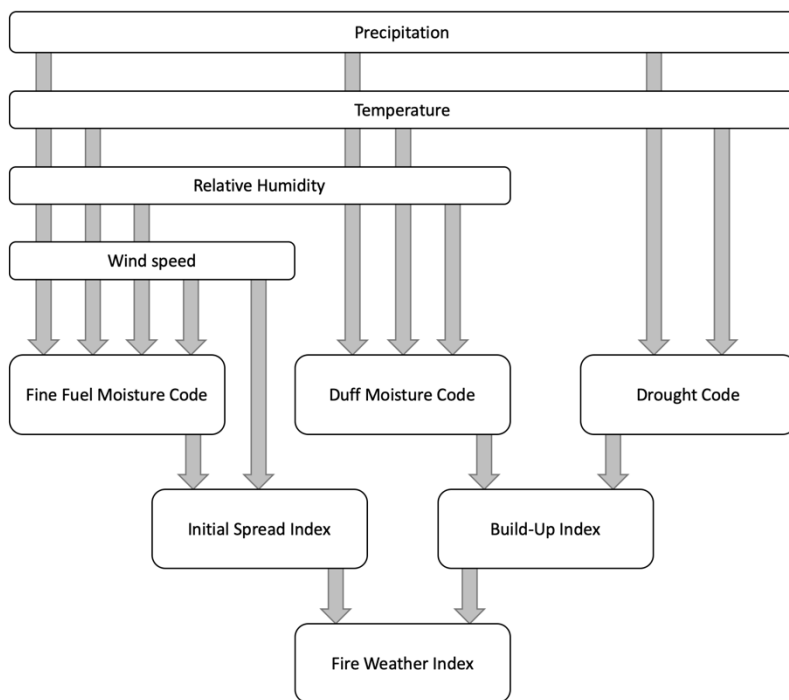 Precipitation
Temperature
Relative Humidity
Wind speed
Fine Fuel Moisture Code
Duff Moisture Code
Drought Code
Initial Spread Index
Build-Up Index
Fire Weather Index